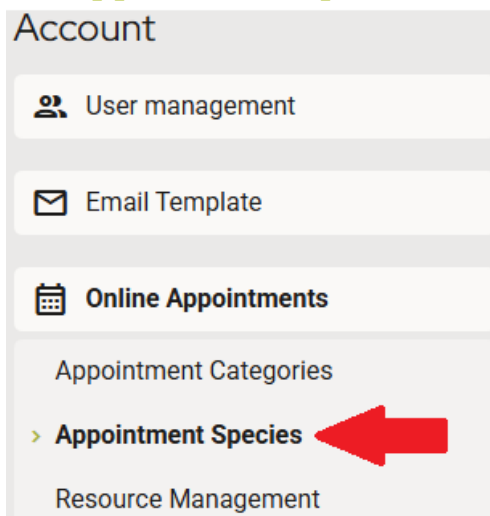 Account
User management
Email Template
Online Appointments
Appointment Categories
Appointment Species
Resource Management